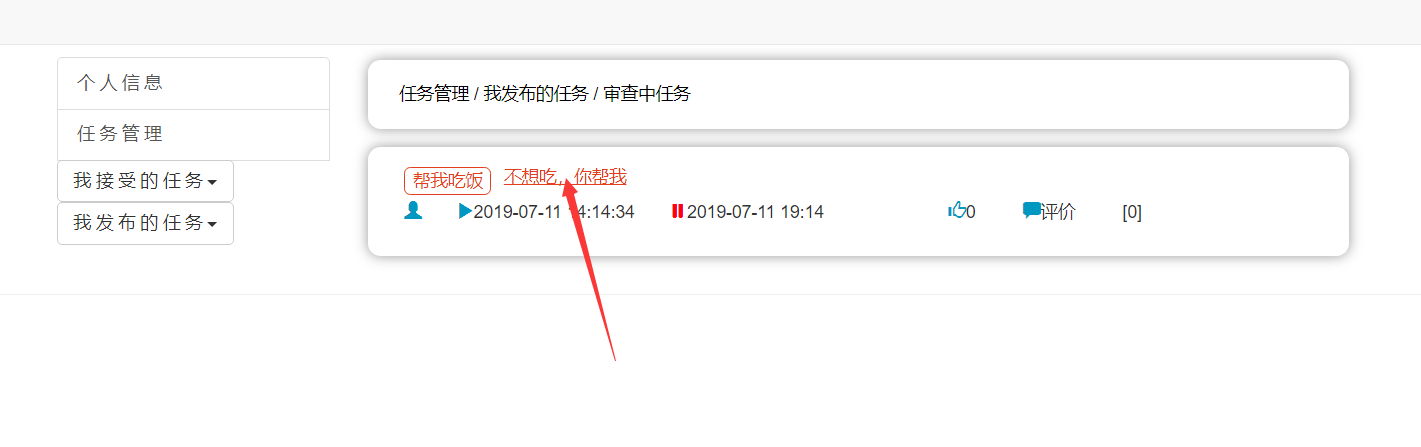 个人信息
任务管理
我接受的任务
我发布的任务
任务管理 / 我发布的任务 / 审查中任务
帮我吃饭 不想吃，你帮我
2019-07-11 14:14:34 2019-07-11 19:14 0 评价 [0]